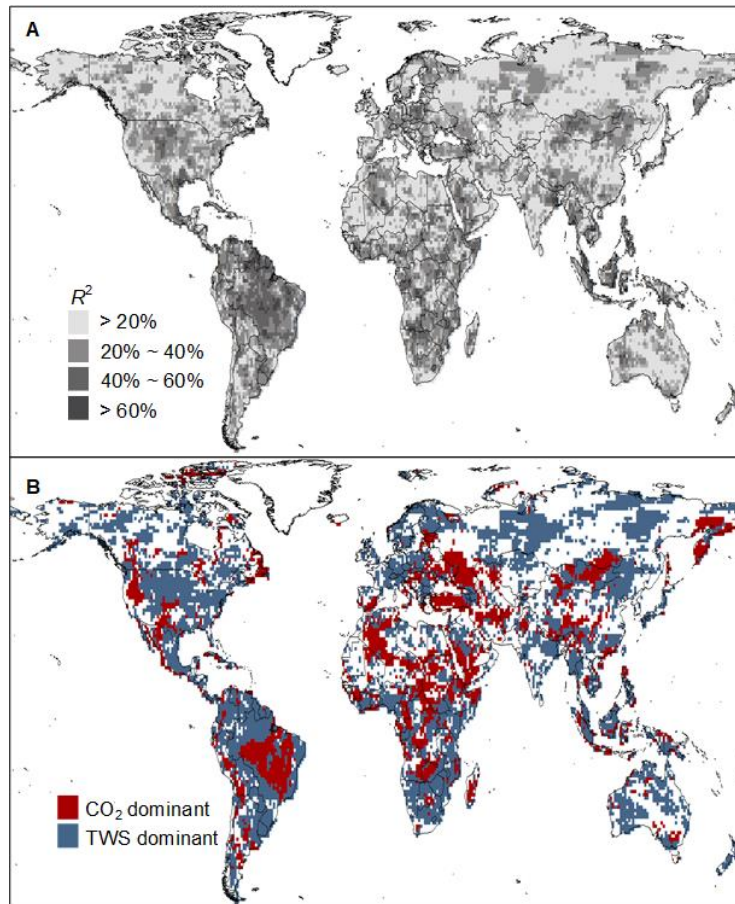 A
R²
> 20%
20% ~ 40%
40% ~ 60%
> 60%
B
CO₂ dominant
TWS dominant